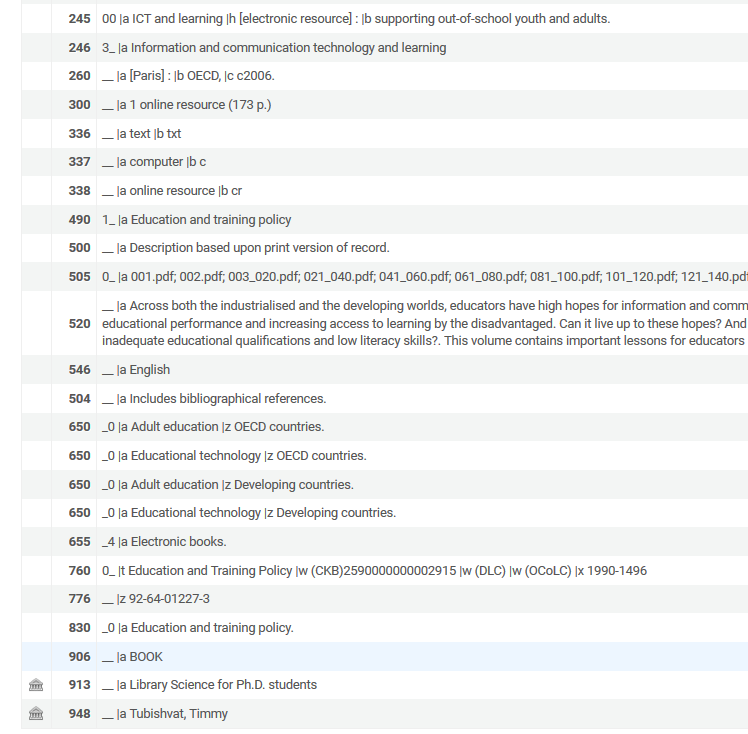 245 00 |a ICT and learning |h [electronic resource] : |b supporting out-of-school youth and adults.
246 3_ |a Information and communication technology and learning
260 __ |a [Paris] : |b OECD, |c c2006.
300 __ |a 1 online resource (173 p.)
336 __ |a text |b txt
337 __ |a computer |b c
338 __ |a online resource |b cr
490 1_ |a Education and training policy
500 __ |a Description based upon print version of record.
505 0_ |a 001.pdf; 002.pdf; 003_020.pdf; 021_040.pdf; 041_060.pdf; 061_080.pdf; 081_100.pdf; 101_120.pdf; 121_140.pdf
520 __ |a Across both the industrialised and the developing worlds, educators have high hopes for information and comm
educational performance and increasing access to learning by the disadvantaged. Can it live up to these hopes? And
inadequate educational qualifications and low literacy skills?. This volume contains important lessons for educators
546 __ |a English
504 __ |a Includes bibliographical references.
650 _0 |a Adult education |z OECD countries.
650 _0 |a Educational technology |z OECD countries.
650 _0 |a Adult education |z Developing countries.
650 _0 |a Educational technology |z Developing countries.
655 _4 |a Electronic books.
760 0_ |t Education and Training Policy |w (CKB)2590000000002915 |w (DLC) |w (OCoLC) |x 1990-1496
776 __ |z 92-64-01227-3
830 _0 |a Education and training policy.
906 __ |a BOOK
913 __ |a Library Science for Ph.D. students
948 __ |a Tubishvat, Timmy